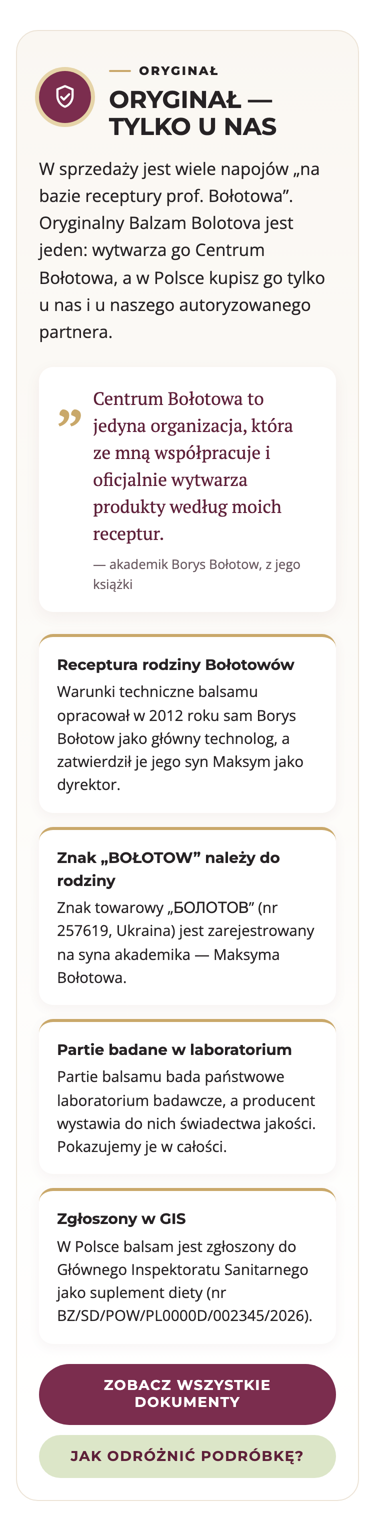 ORYGINAŁ
ORYGINAŁ —
TYLKO U NAS
W sprzedaży jest wiele napojów „na
bazie receptury prof. Bołotowa”.
Oryginalny Balzam Bolotova jest
jeden: wytwarza go Centrum
Bołotowa, a w Polsce kupisz go tylko
u nas i u naszego autoryzowanego
partnera.
”
Centrum Bołotowa to
jedyna organizacja, która
ze mną współpracuje i
oficjalnie wytwarza
produkty według moich
receptur.
— akademik Borys Bołotow, z jego
książki
Receptura rodziny Bołotowów
Warunki techniczne balsamu
opracował w 2012 roku sam Borys
Bołotow jako główny technolog, a
zatwierdził je jego syn Maksym jako
dyrektor.
Znak „BOŁOTOW” należy do
rodziny
Znak towarowy „БОЛОТОВ” (nr
257619, Ukraina) jest zarejestrowany
na syna akademika — Maksyma
Bołotowa.
Partie badane w laboratorium
Partie balsamu bada państwowe
laboratorium badawcze, a producent
wystawia do nich świadectwa jakości.
Pokazujemy je w całości.
Zgłoszony w GIS
W Polsce balsam jest zgłoszony do
Głównego Inspektoratu Sanitarnego
jako suplement diety (nr
BZ/SD/POW/PL0000D/002345/2026).
ZOBACZ WSZYSTKIE
DOKUMENTY
JAK ODRÓŻNIĆ PODRÓBKĘ?